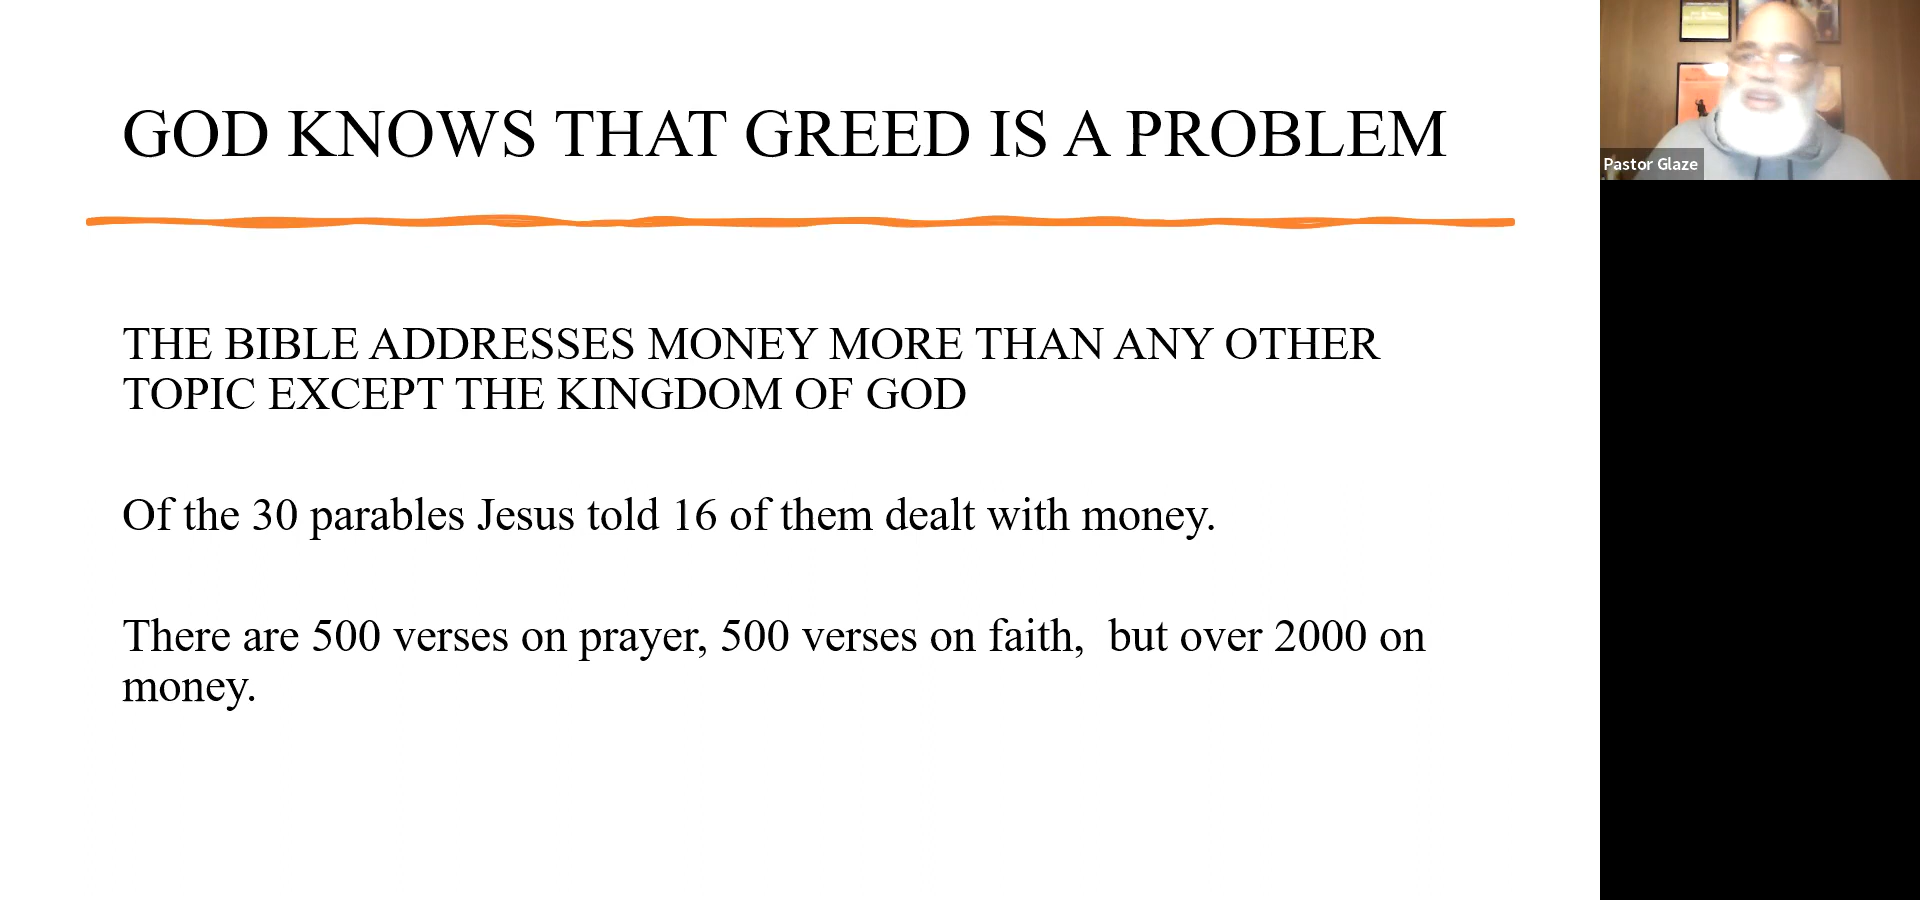 GOD KNOWS THAT GREED IS A PROBLEM
THE BIBLE ADDRESSES MONEY MORE THAN ANY OTHER
TOPIC EXCEPT THE KINGDOM OF GOD
Of the 30 parables Jesus told 16 of them dealt with money.
There are 500 verses on prayer, 500 verses on faith,  but over 2000 on
money.
Pastor Glaze